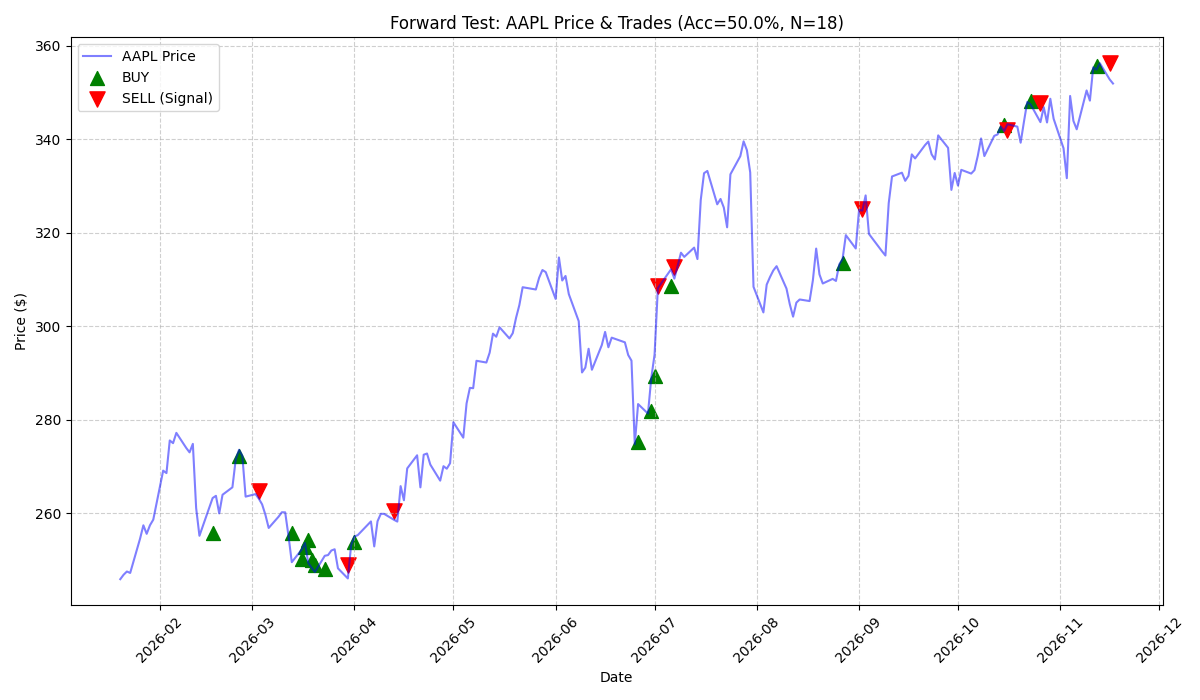 Forward Test: AAPL Price & Trades (Acc=50.0%, N=18)
AAPL Price
BUY
SELL (Signal)
360
340
320
300
280
260
Price ($)
2026-02
2026-03
2026-04
2026-05
2026-06
2026-07
2026-08
2026-09
2026-10
2026-11
2026-12
Date